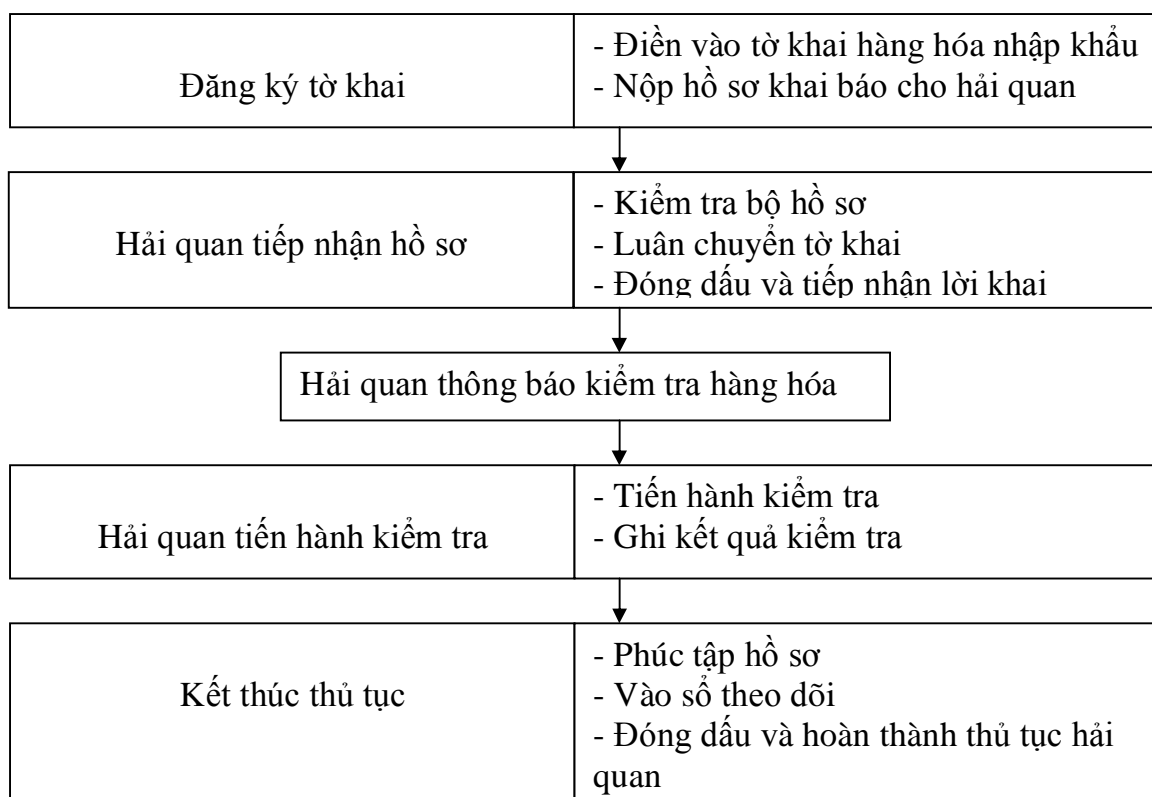 Đăng ký tờ khai
- Điền vào tờ khai hàng hóa nhập khẩu
- Nộp hồ sơ khai báo cho hải quan
Hải quan tiếp nhận hồ sơ
- Kiểm tra bộ hồ sơ
- Luân chuyển tờ khai
- Đóng dấu và tiếp nhận lời khai
Hải quan thông báo kiểm tra hàng hóa
Hải quan tiến hành kiểm tra
- Tiến hành kiểm tra
- Ghi kết quả kiểm tra
Kết thúc thủ tục
- Phúc tập hồ sơ
- Vào sổ theo dõi
- Đóng dấu và hoàn thành thủ tục hải
quan